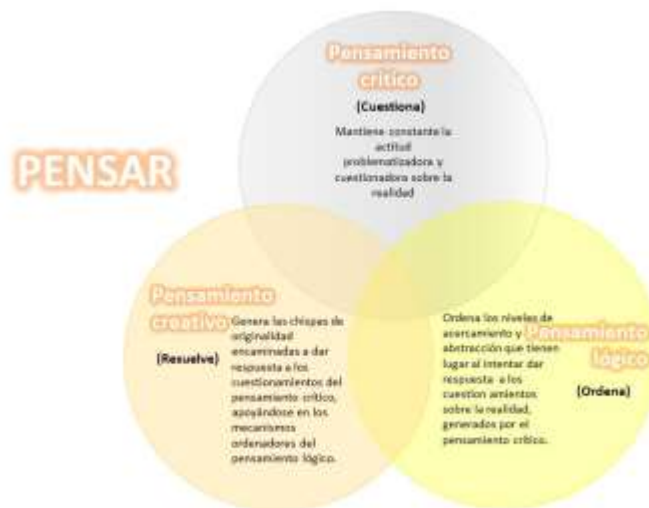 Pensamiento
crítico
(Cuestiona)
Mantiene constante la
actitud
problematizadora y
cuestionadora sobre la
realidad
PENSAR
Pensamiento
creativo
(Resuelve)
Genera las chispas de
originalidad
encaminadas a dar
respuesta a los
cuestionamientos del
pensamiento crítico,
apoyándose en los
mecanismos
ordenadores del
pensamiento lógico.
Pensamiento
lógico
(Ordena)
Ordena los niveles de
acercamiento y
abstracción que tienen
lugar al intentar dar
respuesta a los
cuestion amientos
sobre la realidad,
generados por el
pensamiento crítico.